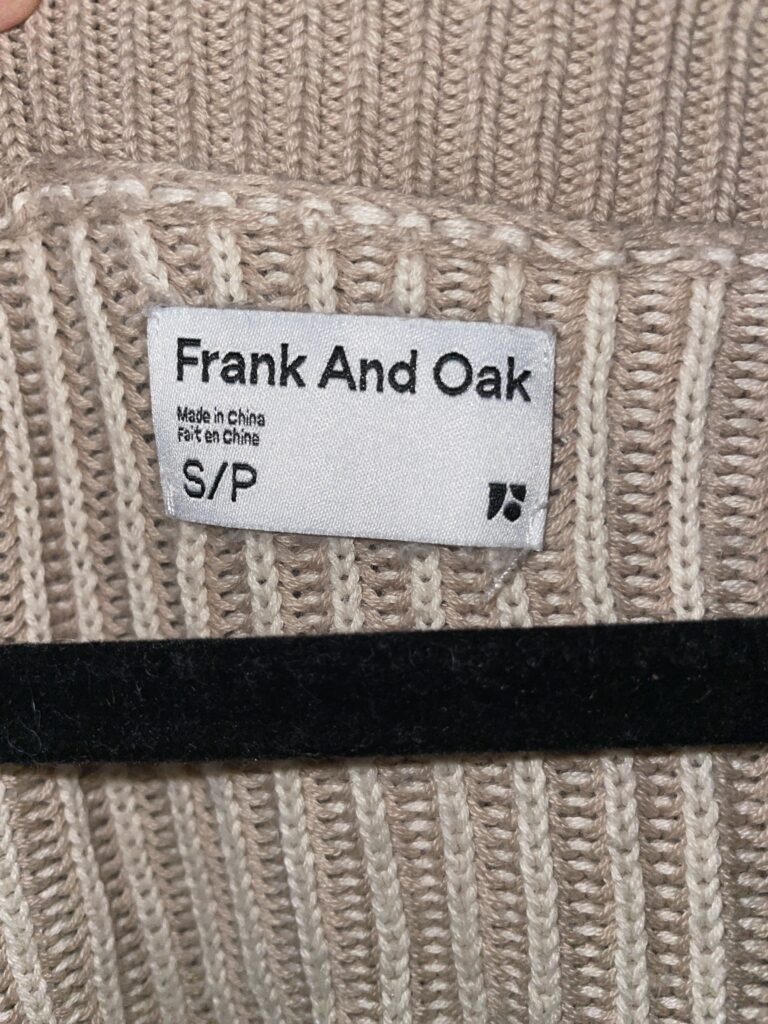 Frank And Oak
Made in China
Fait en Chine
S/P